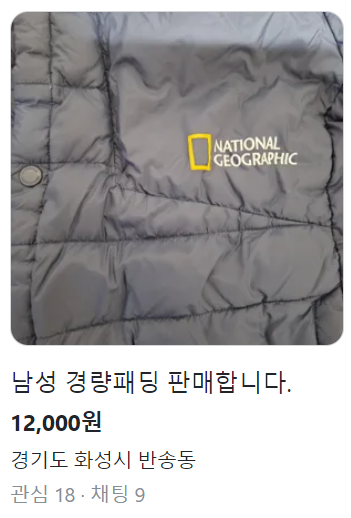 NATIONAL
GEOGRAPHIC
남성 경량패딩 판매합니다.
12,000원
경기도 화성시 반송동
관심 18 · 채팅 9